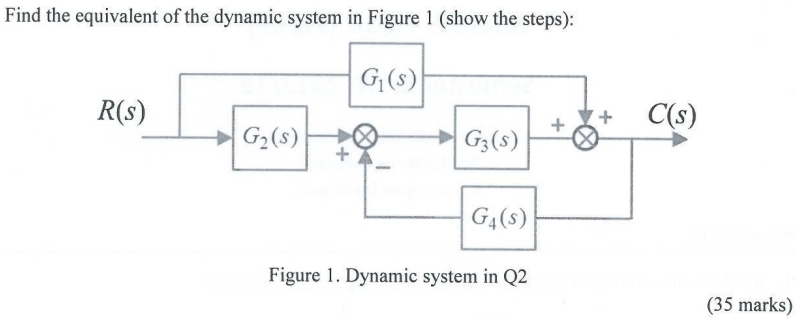 Find the equivalent of the dynamic system in Figure 1 (show the steps):
G₁(s)
R(s)
G₂(s)
+
−
G₃(s)
+
+
C(s)
G₄(s)
Figure 1. Dynamic system in Q2
(35 marks)